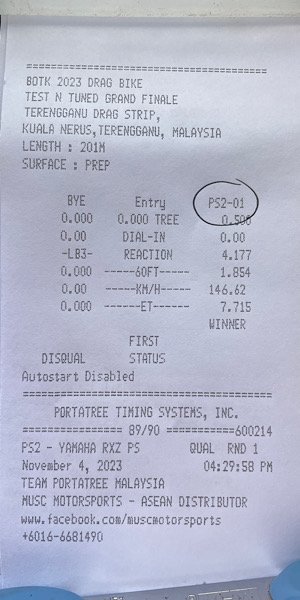 ========================================
BOTK 2023 DRAG BIKE
TEST N TUNED GRAND FINALE
TERENGGANU DRAG STRIP,
KUALA NERUS,TERENGGANU, MALAYSIA
LENGTH : 201M
SURFACE : PREP
BYE Entry PS2-01
0.000 0.000 TREE 0.500
0.00 DIAL-IN 0.00
-LB3- REACTION 4.177
0.000 ------60FT------ 1.854
0.00 ------KM/H------ 146.62
0.000 -------ET------- 7.715
WINNER
FIRST
DISQUAL STATUS
Autostart Disabled
========================================
PORTATREE TIMING SYSTEMS, INC.
================ 89/90 ===========600214
PS2 - YAMAHA RXZ PS QUAL RND 1
November 4, 2023 04:29:58 PM
TEAM PORTATREE MALAYSIA
MUSC MOTORSPORTS - ASEAN DISTRIBUTOR
www.facebook.com/muscmotorsports
+6016-6681490